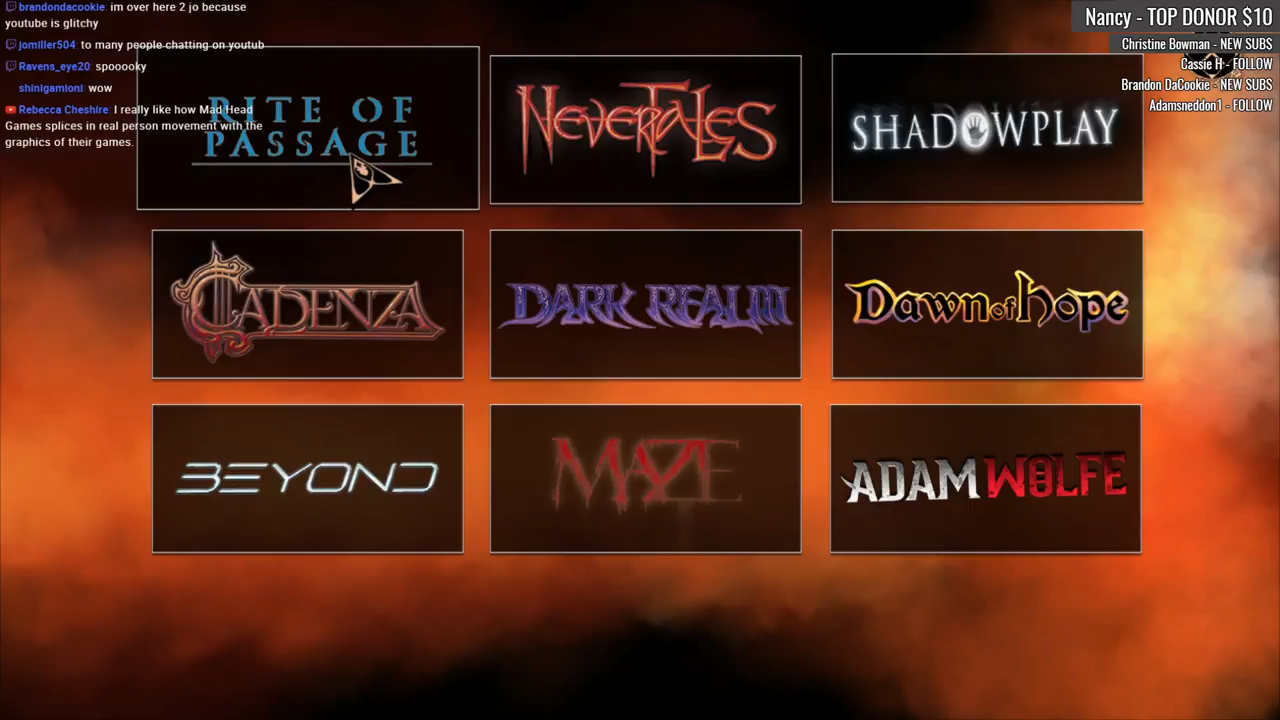 brandondacookie: im over here 2 jo because
youtube is glitchy
jomiller504: to many people chatting on youtub
Ravens_eye20: spooooky
shinigamioni: wow
Rebecca Cheshire: I really like how Mad Head
Games splices in real person movement with the
graphics of their games.
Nancy - TOP DONOR $10
Christine Bowman - NEW SUBS
Cassie H - FOLLOW
Brandon DaCookie - NEW SUBS
Adamsneddon1 - FOLLOW
RITE OF
PASSAGE
NEVERTALES
SHADOWPLAY
CADENZA
DARK REALM
Dawn of Hope
BEYOND
MAZE
ADAM WOLFE